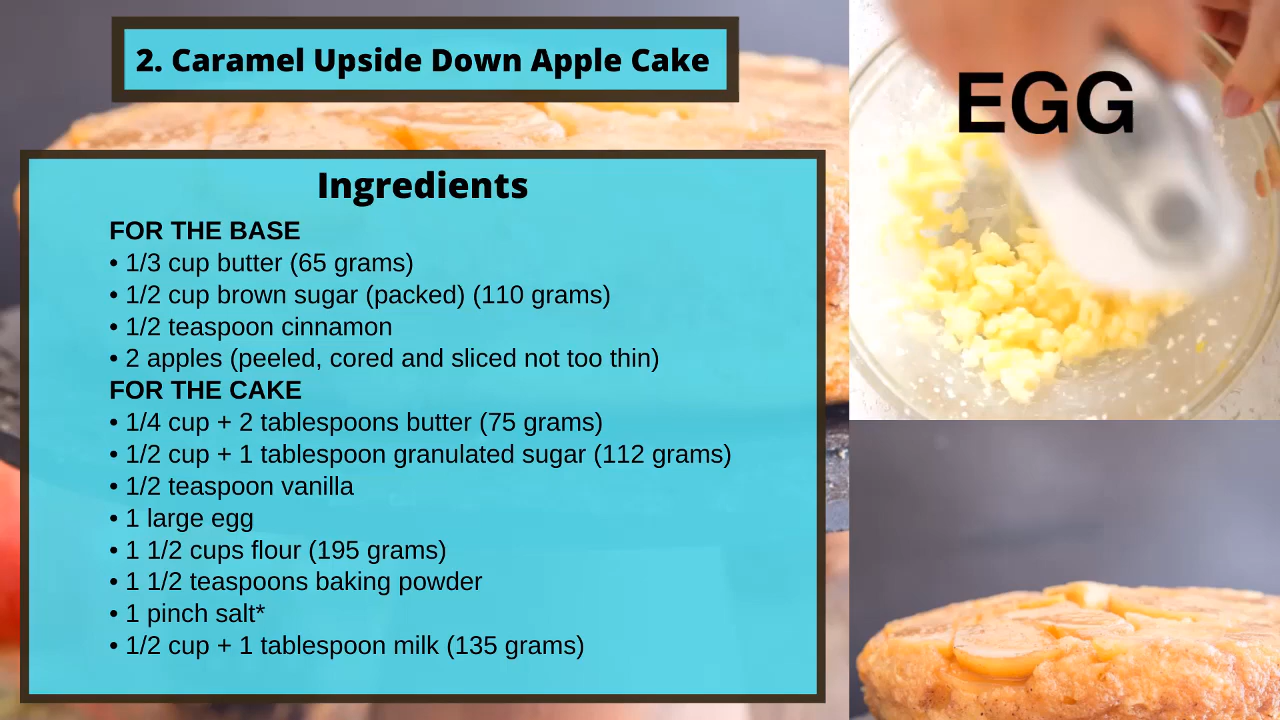 2. Caramel Upside Down Apple Cake
EGG
Ingredients
FOR THE BASE
• 1/3 cup butter (65 grams)
• 1/2 cup brown sugar (packed) (110 grams)
• 1/2 teaspoon cinnamon
• 2 apples (peeled, cored and sliced not too thin)
FOR THE CAKE
• 1/4 cup + 2 tablespoons butter (75 grams)
• 1/2 cup + 1 tablespoon granulated sugar (112 grams)
• 1/2 teaspoon vanilla
• 1 large egg
• 1 1/2 cups flour (195 grams)
• 1 1/2 teaspoons baking powder
• 1 pinch salt*
• 1/2 cup + 1 tablespoon milk (135 grams)